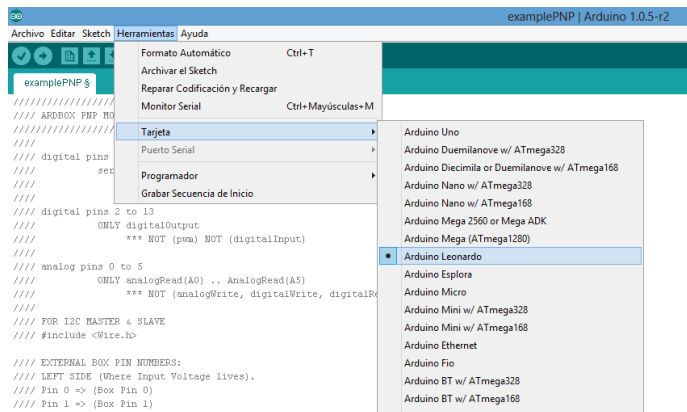 examplePNP | Arduino 1.0.5-r2
Archivo Editar Sketch Herramientas Ayuda
Formato Automático Ctrl+T
Archivar el Sketch
Reparar Codificación y Recargar
Monitor Serial Ctrl+Mayúsculas+M
Tarjeta
Puerto Serial
Programador
Grabar Secuencia de Inicio
Arduino Uno
Arduino Duemilanove w/ ATmega328
Arduino Diecimila or Duemilanove w/ ATmega168
Arduino Nano w/ ATmega328
Arduino Nano w/ ATmega168
Arduino Mega 2560 or Mega ADK
Arduino Mega (ATmega1280)
Arduino Leonardo
Arduino Esplora
Arduino Micro
Arduino Mini w/ ATmega328
Arduino Mini w/ ATmega168
Arduino Ethernet
Arduino Fio
Arduino BT w/ ATmega328
Arduino BT w/ ATmega168
examplePNP §
//////////////////
//// ARDBOX PNP MO
//////////////////
////
//// digital pins
//// ser
////
////
//// digital pins 2 to 13
//// ONLY digitalOutput
//// *** NOT (pwm) NOT (digitalInput)
////
//// analog pins 0 to 5
//// ONLY analogRead(A0) .. AnalogRead(A5)
//// *** NOT (analogWrite, digitalWrite, digitalRe
////
//// FOR I2C MASTER & SLAVE
//// #include <Wire.h>
//// EXTERNAL BOX PIN NUMBERS:
//// LEFT SIDE (Where Input Voltage lives).
//// Pin 0 => (Box Pin 0)
//// Pin 1 => (Box Pin 1)